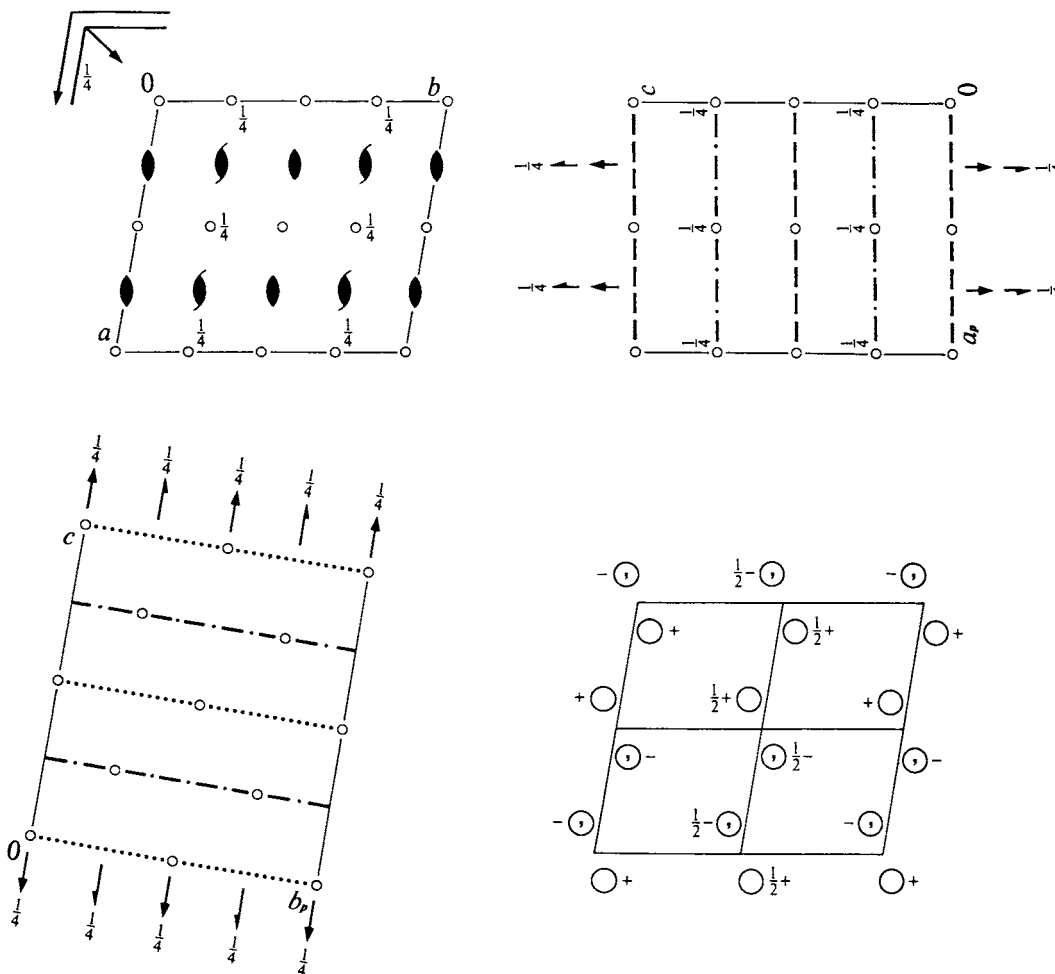 1/4
0 b
1/4 1/4
1/4 1/4
a 1/4 1/4
c 0
1/4 1/4
1/4 1/4
1/4 1/4
1/4 1/4
1/4 1/4
a_p
1/4 1/4 1/4 1/4 1/4
c
0
b_p
1/4 1/4 1/4 1/4 1/4
- , 1/2- , - ,
+ 1/2+ +
+ 1/2+ +
, - , 1/2- , -
- , 1/2- , - ,
+ 1/2+ +